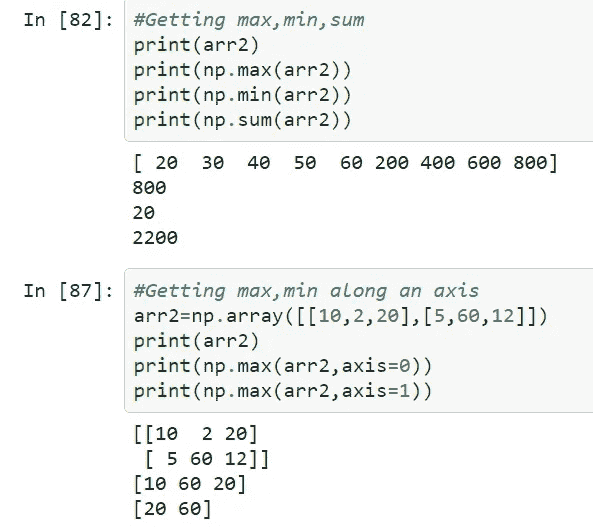 In [82]: #Getting max,min,sum
print(arr2)
print(np.max(arr2))
print(np.min(arr2))
print(np.sum(arr2))
[ 20  30  40  50  60 200 400 600 800]
800
20
2200
In [87]: #Getting max,min along an axis
arr2=np.array([[10,2,20],[5,60,12]])
print(arr2)
print(np.max(arr2,axis=0))
print(np.max(arr2,axis=1))
[[10  2 20]
 [ 5 60 12]]
[10 60 20]
[20 60]